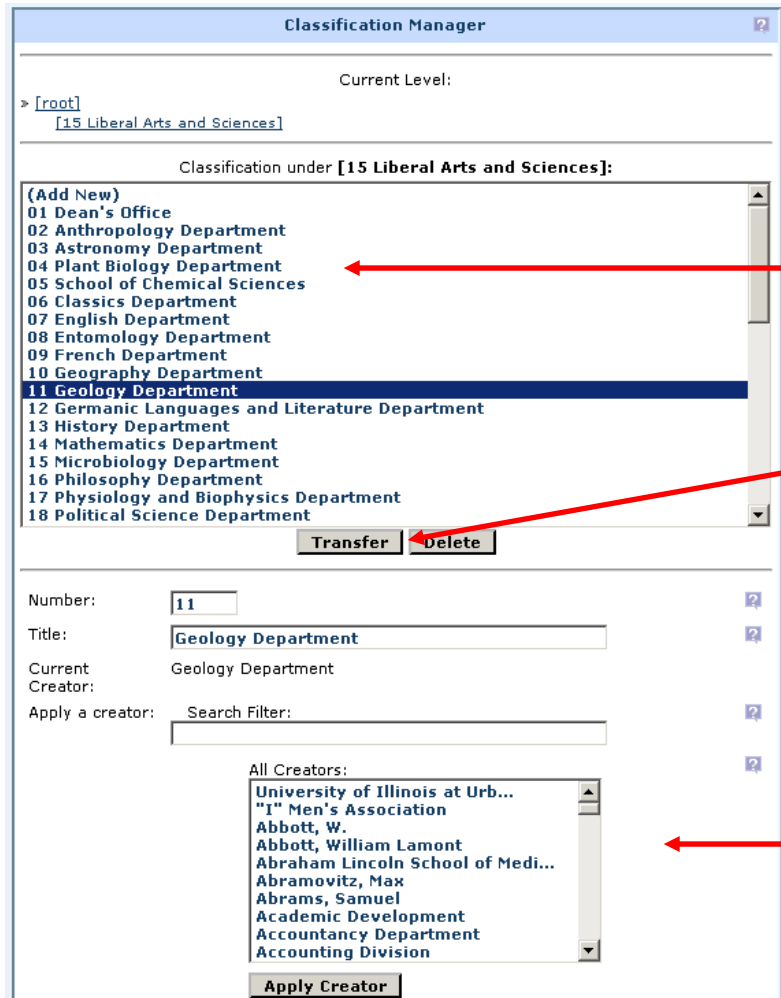 Classification Manager ?
Current Level:
» [root]
[15 Liberal Arts and Sciences]
Classification under [15 Liberal Arts and Sciences]:
(Add New)
01 Dean's Office
02 Anthropology Department
03 Astronomy Department
04 Plant Biology Department
05 School of Chemical Sciences
06 Classics Department
07 English Department
08 Entomology Department
09 French Department
10 Geography Department
11 Geology Department
12 Germanic Languages and Literature Department
13 History Department
14 Mathematics Department
15 Microbiology Department
16 Philosophy Department
17 Physiology and Biophysics Department
18 Political Science Department
Transfer Delete
Number: 11 ?
Title: Geology Department ?
Current Creator: Geology Department
Apply a creator: Search Filter: ?
All Creators: ?
University of Illinois at Urb...
"I" Men's Association
Abbott, W.
Abbott, William Lamont
Abraham Lincoln School of Medi...
Abramovitz, Max
Abrams, Samuel
Academic Development
Accountancy Department
Accounting Division
Apply Creator